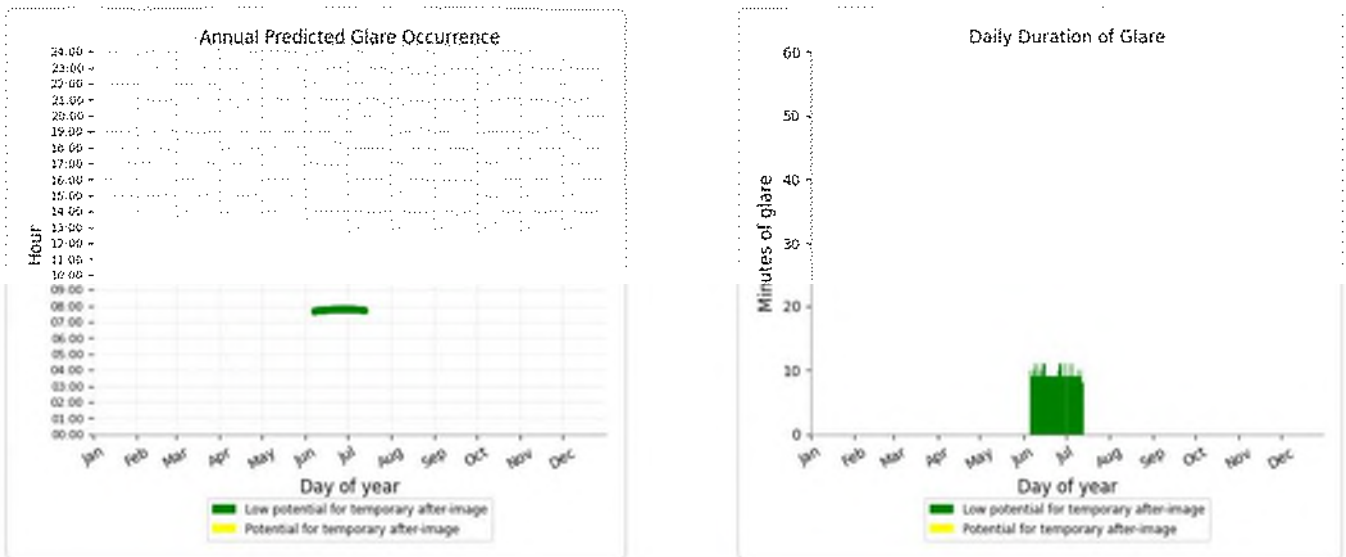 Annual Predicted Glare Occurrence
24:00
23:00
22:00
21:00
20:00
19:00
18:00
17:00
16:00
15:00
14:00
13:00
12:00
11:00
10:00
09:00
08:00
07:00
06:00
05:00
04:00
03:00
02:00
01:00
00:00
Hour
Jan Feb Mar Apr May Jun Jul Aug Sep Oct Nov Dec
Day of year
Low potential for temporary after-image
Potential for temporary after-image
Daily Duration of Glare
60
50
40
30
20
10
0
Minutes of glare
Jan Feb Mar Apr May Jun Jul Aug Sep Oct Nov Dec
Day of year
Low potential for temporary after-image
Potential for temporary after-image